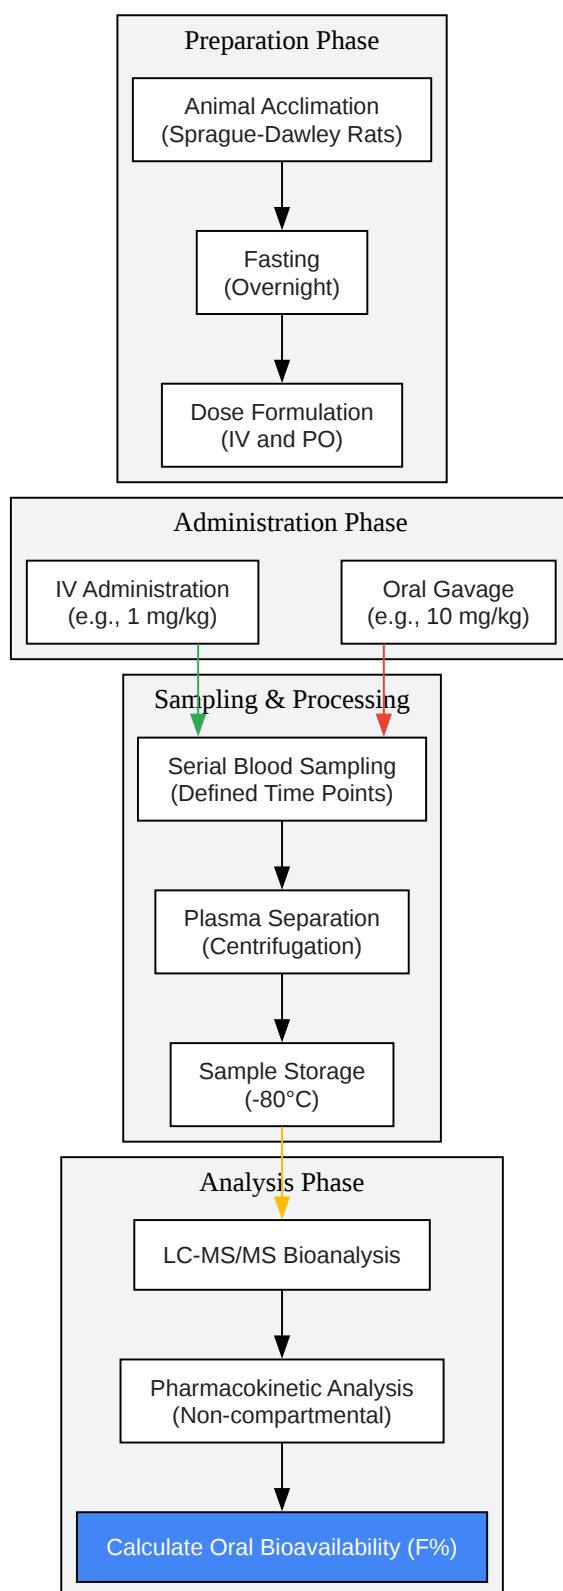 Preparation Phase
Animal Acclimation
(Sprague-Dawley Rats)
Fasting
(Overnight)
Dose Formulation
(IV and PO)
Administration Phase
IV Administration
(e.g., 1 mg/kg)
Oral Gavage
(e.g., 10 mg/kg)
Sampling & Processing
Serial Blood Sampling
(Defined Time Points)
Plasma Separation
(Centrifugation)
Sample Storage
(-80°C)
Analysis Phase
LC-MS/MS Bioanalysis
Pharmacokinetic Analysis
(Non-compartmental)
Calculate Oral Bioavailability (F%)